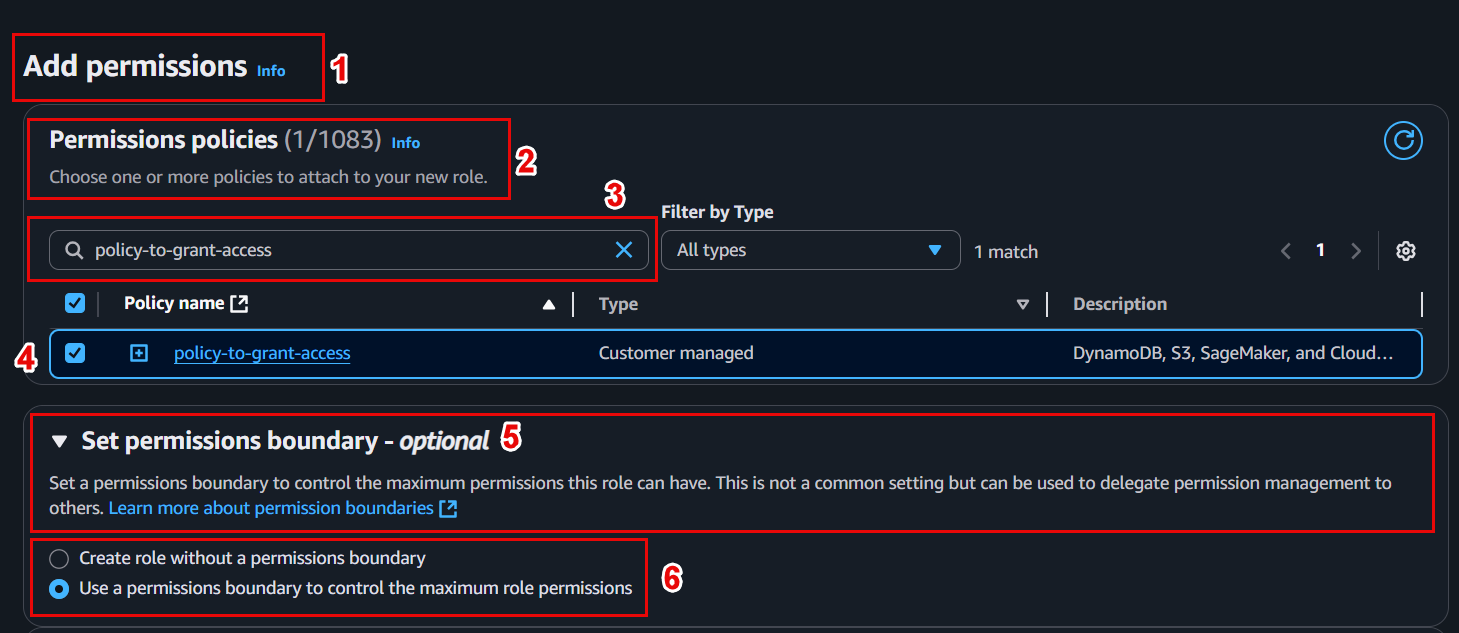 Add permissions Info 1
Permissions policies (1/1083) Info
Choose one or more policies to attach to your new role.
2
3
policy-to-grant-access
Filter by Type
All types
1 match
1
Policy name
Type
Description
4
policy-to-grant-access
Customer managed
DynamoDB, S3, SageMaker, and Cloud...
Set permissions boundary - optional 5
Set a permissions boundary to control the maximum permissions this role can have. This is not a common setting but can be used to delegate permission management to
others. Learn more about permission boundaries
Create role without a permissions boundary
Use a permissions boundary to control the maximum role permissions
6